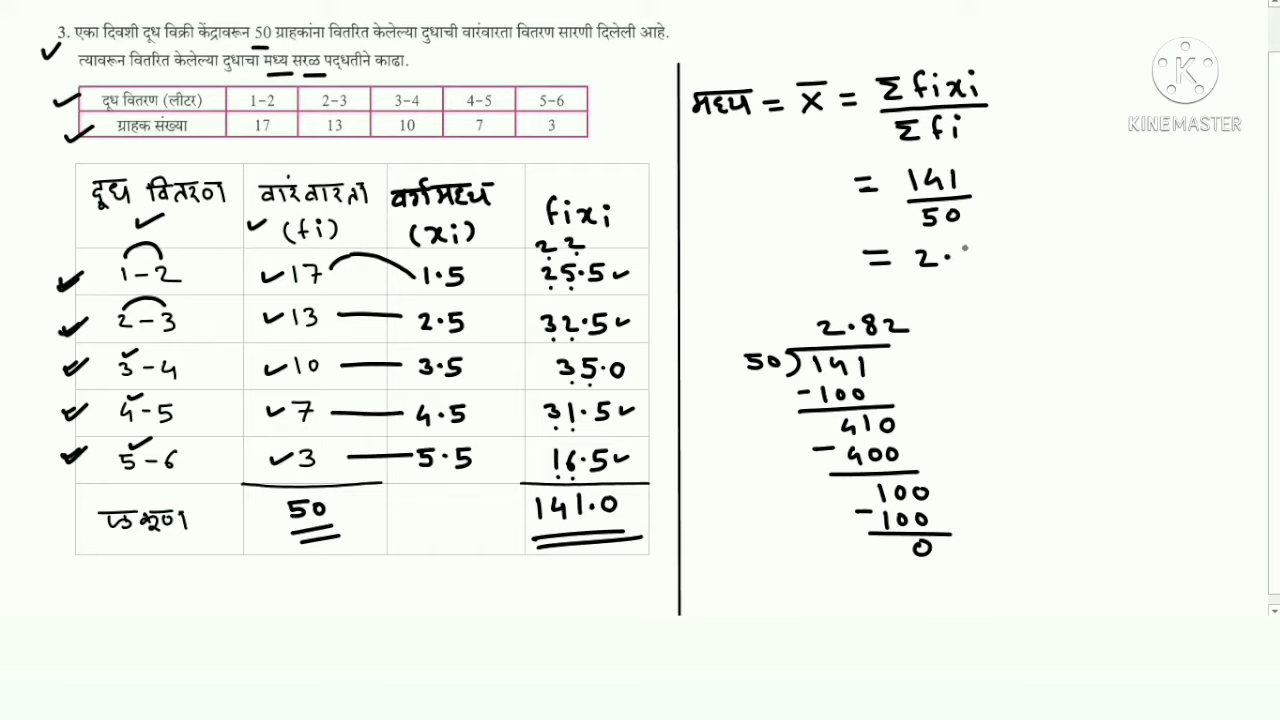 3. एका दिवशी दूध विक्री केंद्रावरून 50 ग्राहकांना वितरित केलेल्या दुधाची वारंवारता वितरण सारणी दिलेली आहे.
त्यावरून वितरित केलेल्या दुधाचा मध्य सरळ पद्धतीने काढा.
दूध वितरण (लीटर) 1-2 2-3 3-4 4-5 5-6
ग्राहक संख्या 17 13 10 7 3
दूध वितरण वारंवारता (fi) वर्गमध्य (xi) fixi
2 2
1-2 17 1.5 25.5
2-3 13 2.5 32.5
3-4 10 3.5 35.0
4-5 7 4.5 31.5
5-6 3 5.5 16.5
एकूण 50 141.0
मध्य = X̅ = Σfixi / Σfi
= 141 / 50
= 2.
2.82
50)141
-100
410
-400
100
-100
0
K
KINEMASTER